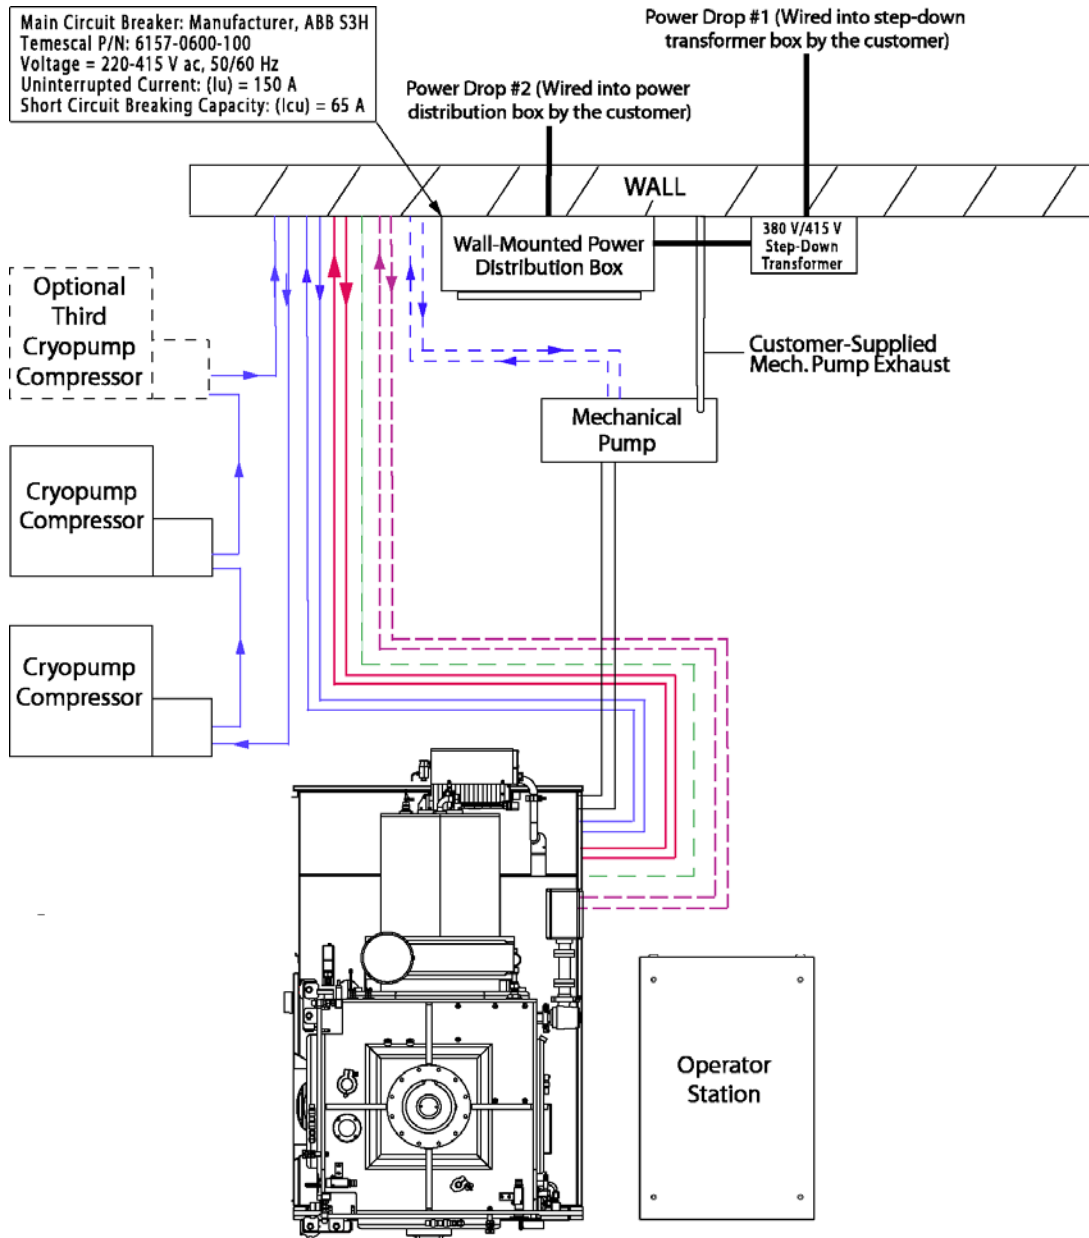 Main Circuit Breaker: Manufacturer, ABB S3H
Temescal P/N: 6157-0600-100
Voltage = 220-415 V ac, 50/60 Hz
Uninterrupted Current: (Iu) = 150 A
Short Circuit Breaking Capacity: (Icu) = 65 A
Power Drop #1 (Wired into step-down
transformer box by the customer)
Power Drop #2 (Wired into power
distribution box by the customer)
WALL
Wall-Mounted Power
Distribution Box
380 V/415 V
Step-Down
Transformer
Optional
Third
Cryopump
Compressor
Customer-Supplied
Mech. Pump Exhaust
Mechanical
Pump
Cryopump
Compressor
Cryopump
Compressor
Operator
Station